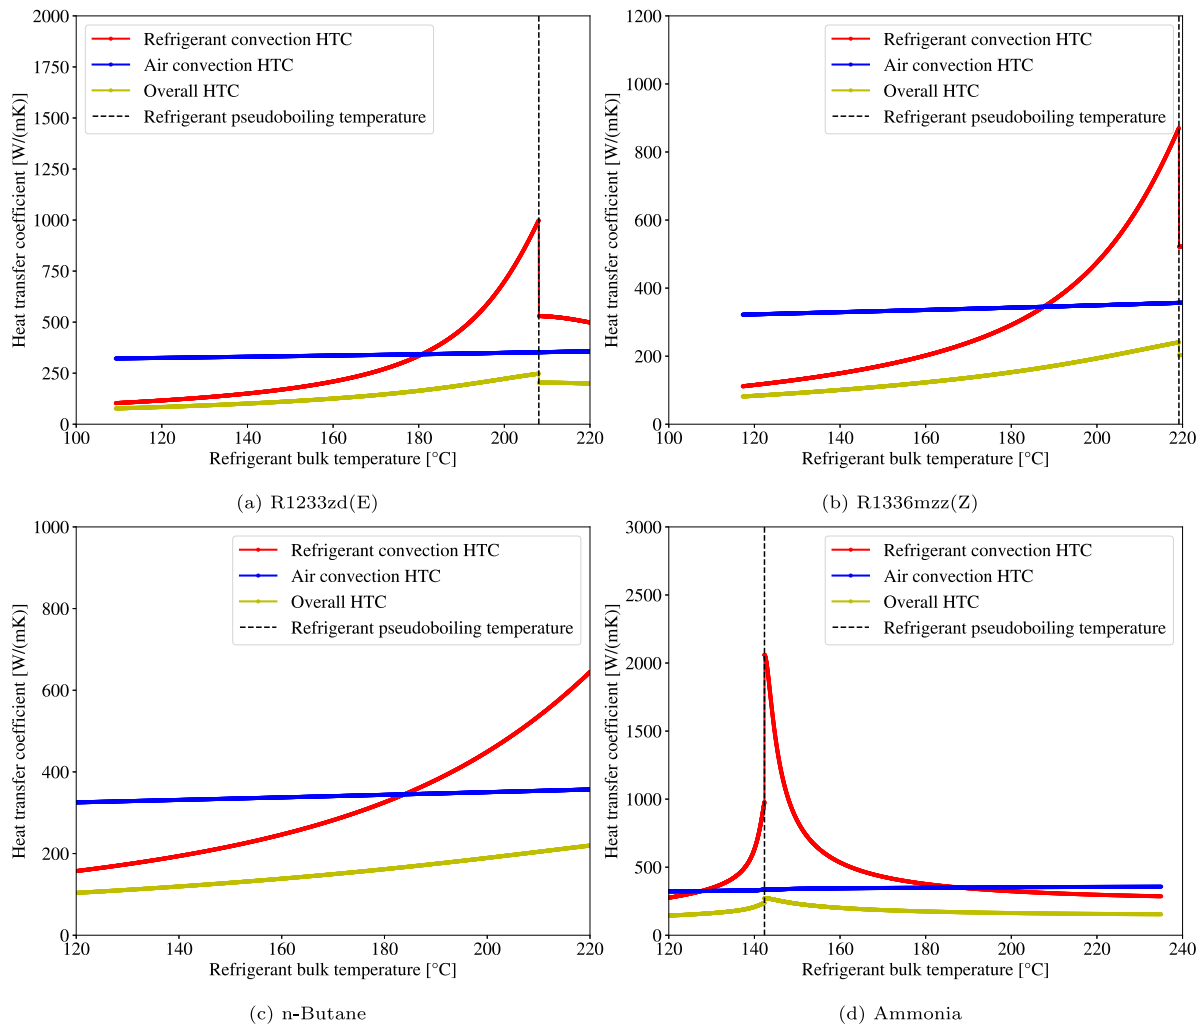 Heat transfer coefficient [W/(mK)]
2000
1750
1500
1250
1000
750
500
250
0
Refrigerant convection HTC
Air convection HTC
Overall HTC
Refrigerant pseudoboiling temperature
100 120 140 160 180 200 220
Refrigerant bulk temperature [°C]
(a) R1233zd(E)
Heat transfer coefficient [W/(mK)]
1200
1000
800
600
400
200
0
Refrigerant convection HTC
Air convection HTC
Overall HTC
Refrigerant pseudoboiling temperature
100 120 140 160 180 200 220
Refrigerant bulk temperature [°C]
(b) R1336mzz(Z)
Heat transfer coefficient [W/(mK)]
1000
800
600
400
200
0
Refrigerant convection HTC
Air convection HTC
Overall HTC
Refrigerant pseudoboiling temperature
120 140 160 180 200 220
Refrigerant bulk temperature [°C]
(c) n-Butane
Heat transfer coefficient [W/(mK)]
3000
2500
2000
1500
1000
500
0
Refrigerant convection HTC
Air convection HTC
Overall HTC
Refrigerant pseudoboiling temperature
120 140 160 180 200 220 240
Refrigerant bulk temperature [°C]
(d) Ammonia